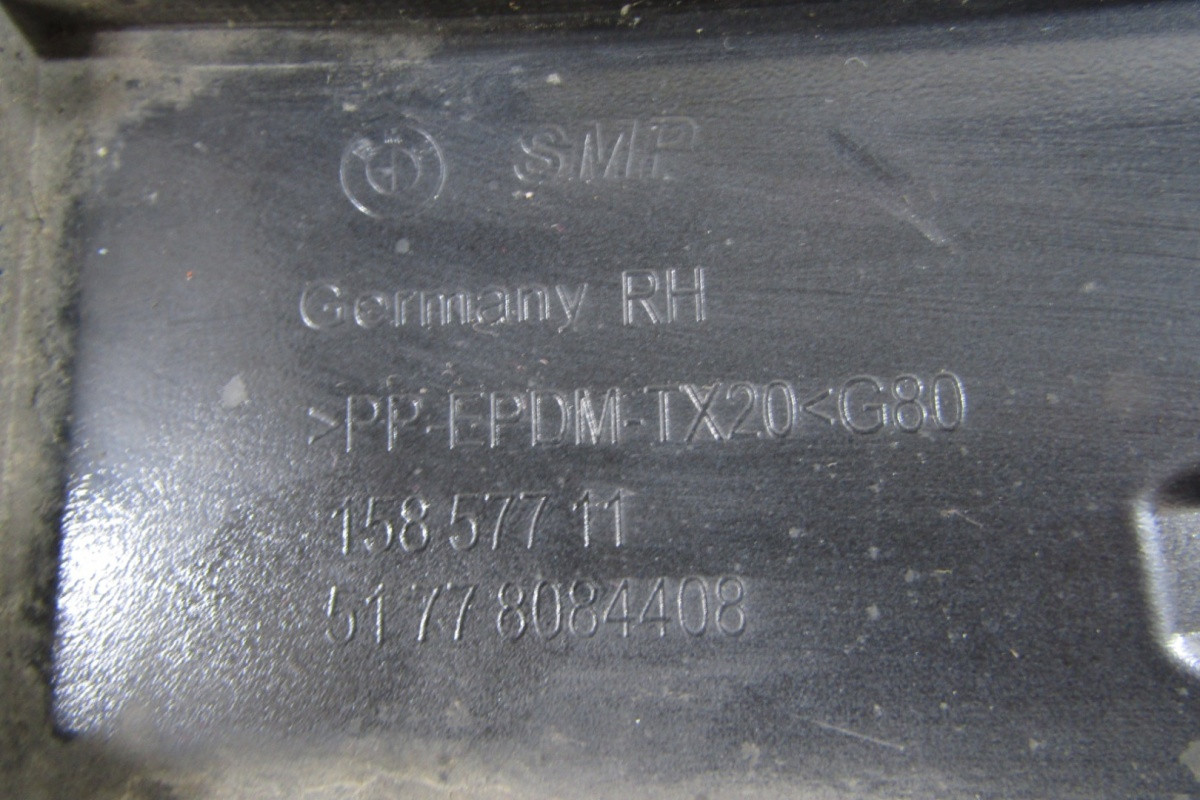 SMP
Germany RH
>PP-EPDM-TX20<G80
158 577 11
51 77 8084408